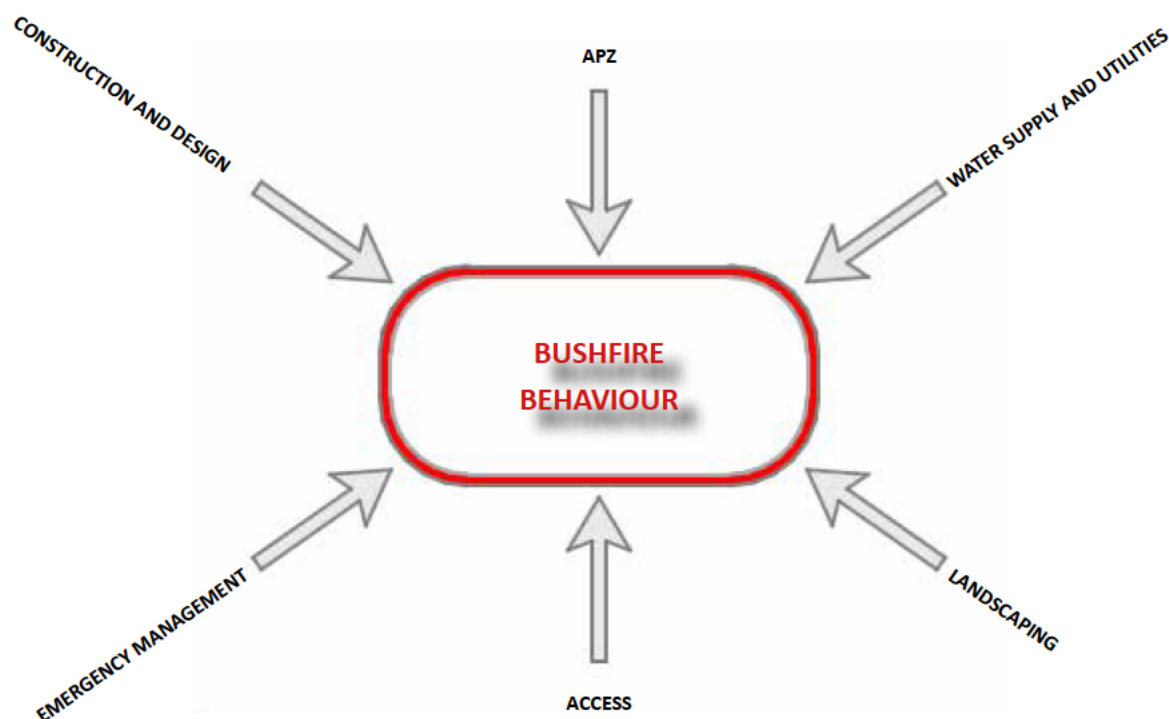 CONSTRUCTION AND DESIGN
APZ
WATER SUPPLY AND UTILITIES
BUSHFIRE
BEHAVIOUR
EMERGENCY MANAGEMENT
ACCESS
LANDSCAPING